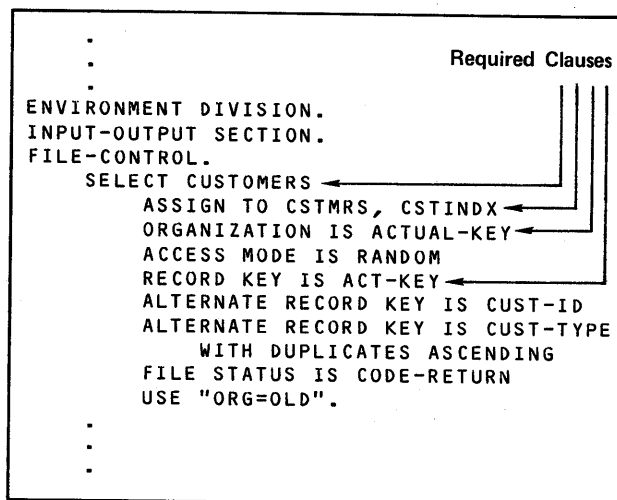 .
.
.
Required Clauses
ENVIRONMENT DIVISION.
INPUT-OUTPUT SECTION.
FILE-CONTROL.
SELECT CUSTOMERS
ASSIGN TO CSTMRS, CSTINDX
ORGANIZATION IS ACTUAL-KEY
ACCESS MODE IS RANDOM
RECORD KEY IS ACT-KEY
ALTERNATE RECORD KEY IS CUST-ID
ALTERNATE RECORD KEY IS CUST-TYPE
WITH DUPLICATES ASCENDING
FILE STATUS IS CODE-RETURN
USE "ORG=OLD".
.
.
.